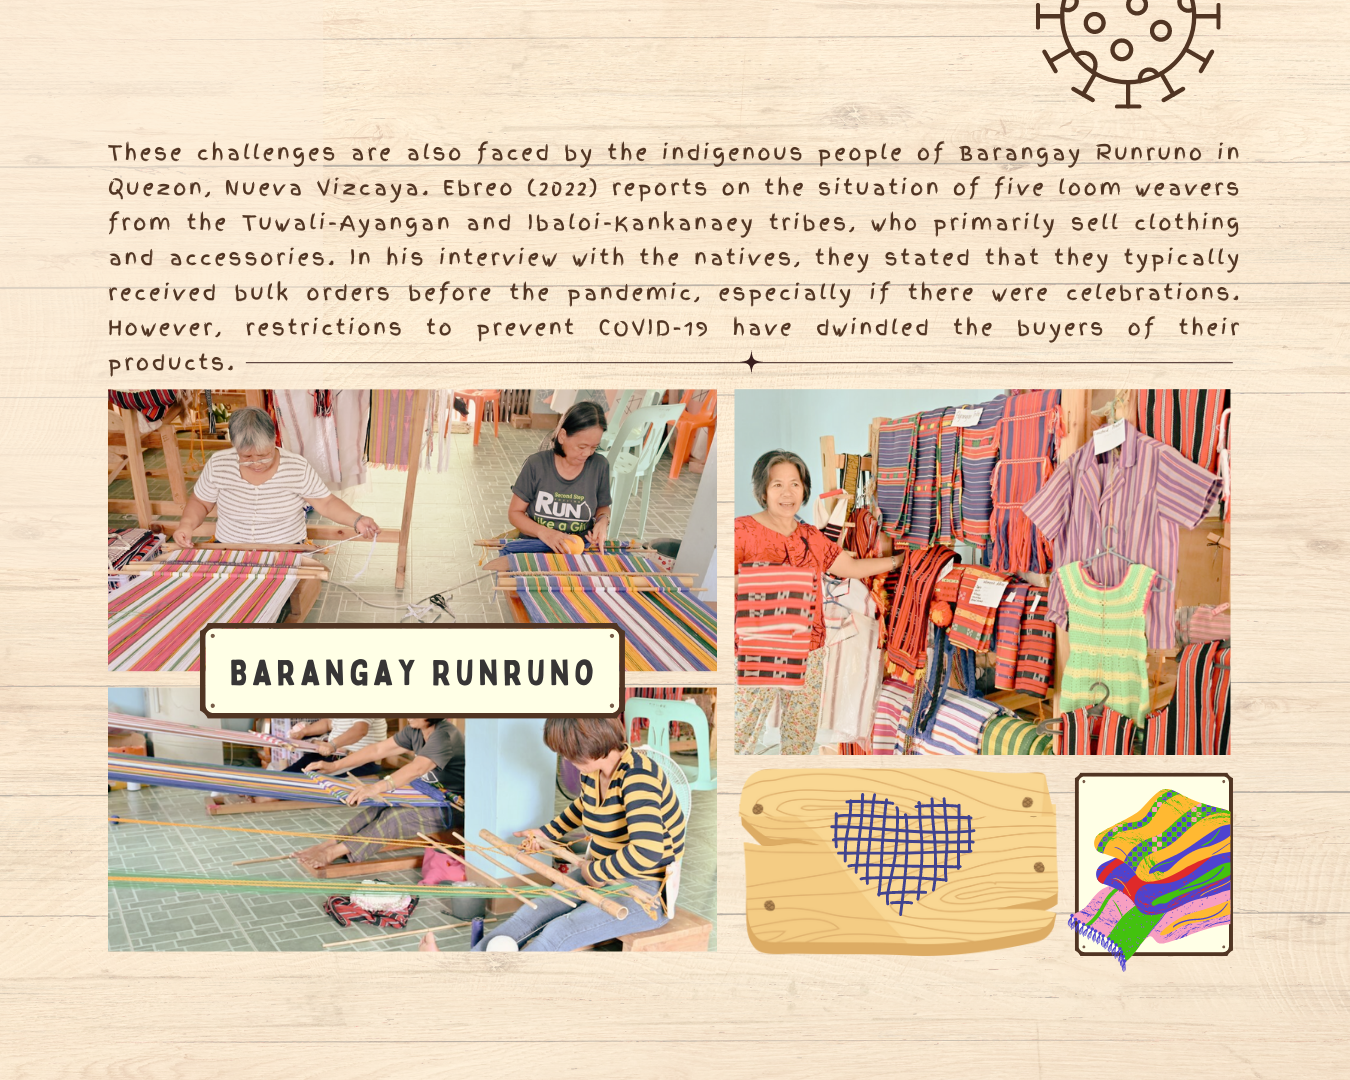 These challenges are also faced by the indigenous people of Barangay Runruno in
Quezon, Nueva Vizcaya. Ebreo (2022) reports on the situation of five loom weavers
from the Tuwali-Ayangan and Ibaloi-Kankanaey tribes, who primarily sell clothing
and accessories. In his interview with the natives, they stated that they typically
received bulk orders before the pandemic, especially if there were celebrations.
However, restrictions to prevent COVID-19 have dwindled the buyers of their
products.
Second Step
RUN
Like a Girl
BARANGAY RUNRUNO